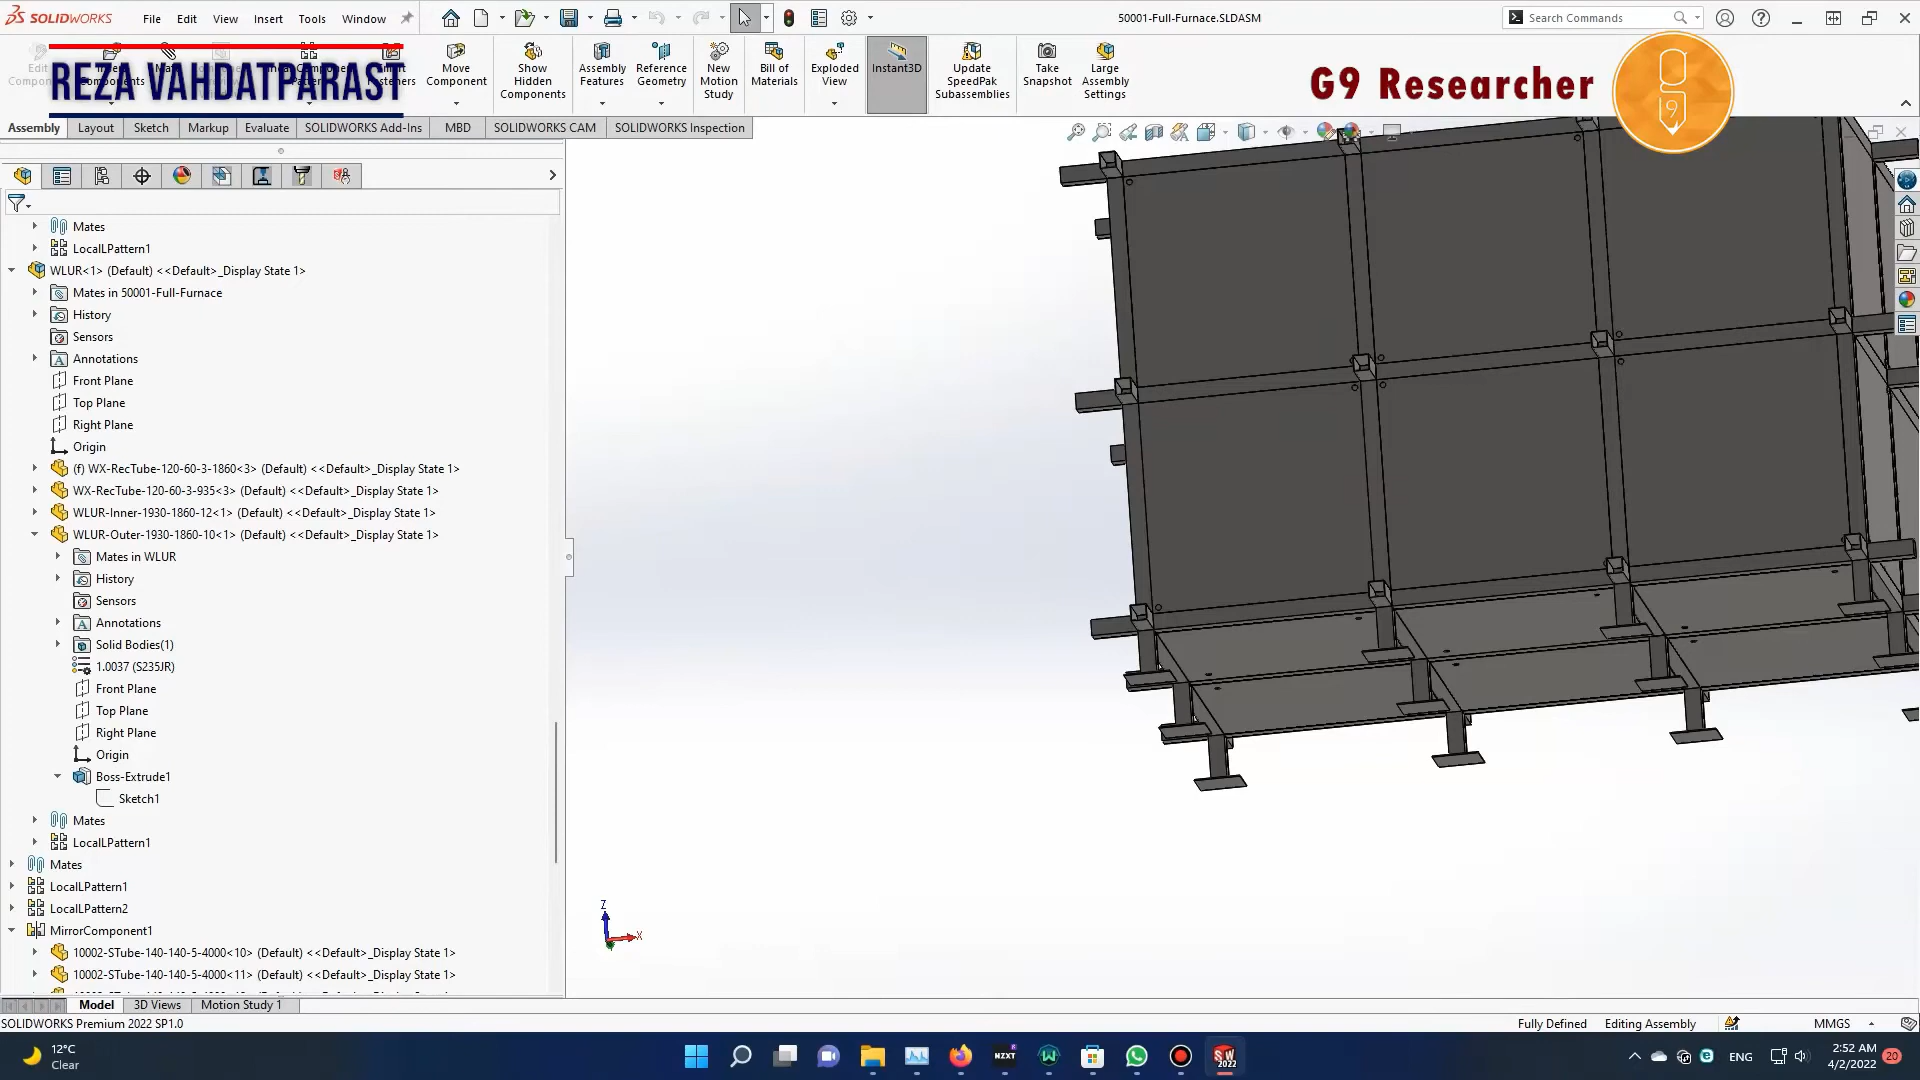 SOLIDWORKS File Edit View Insert Tools Window 50001-Full-Furnace.SLDASM Search Commands
REZA VAHDATPARAST
G9 Researcher
Move Component
Show Hidden Components
Assembly Features
Reference Geometry
New Motion Study
Bill of Materials
Exploded View
Instant3D
Update SpeedPak Subassemblies
Take Snapshot
Large Assembly Settings
Assembly Layout Sketch Markup Evaluate SOLIDWORKS Add-Ins MBD SOLIDWORKS CAM SOLIDWORKS Inspection
Mates
LocalLPattern1
WLUR<1> (Default) <<Default>_Display State 1>
Mates in 50001-Full-Furnace
History
Sensors
Annotations
Front Plane
Top Plane
Right Plane
Origin
(f) WX-RecTube-120-60-3-1860<3> (Default) <<Default>_Display State 1>
WX-RecTube-120-60-3-935<3> (Default) <<Default>_Display State 1>
WLUR-Inner-1930-1860-12<1> (Default) <<Default>_Display State 1>
WLUR-Outer-1930-1860-10<1> (Default) <<Default>_Display State 1>
Mates in WLUR
History
Sensors
Annotations
Solid Bodies(1)
1.0037 (S235JR)
Front Plane
Top Plane
Right Plane
Origin
Boss-Extrude1
Sketch1
Mates
LocalLPattern1
Mates
LocalLPattern1
LocalLPattern2
MirrorComponent1
10002-STube-140-140-5-4000<10> (Default) <<Default>_Display State 1>
10002-STube-140-140-5-4000<11> (Default) <<Default>_Display State 1>
Z
X
Model 3D Views Motion Study 1
SOLIDWORKS Premium 2022 SP1.0 Fully Defined Editing Assembly MMGS
12°C
Clear
NZXT
SW 2022
ENG
2:52 AM
4/2/2022
20